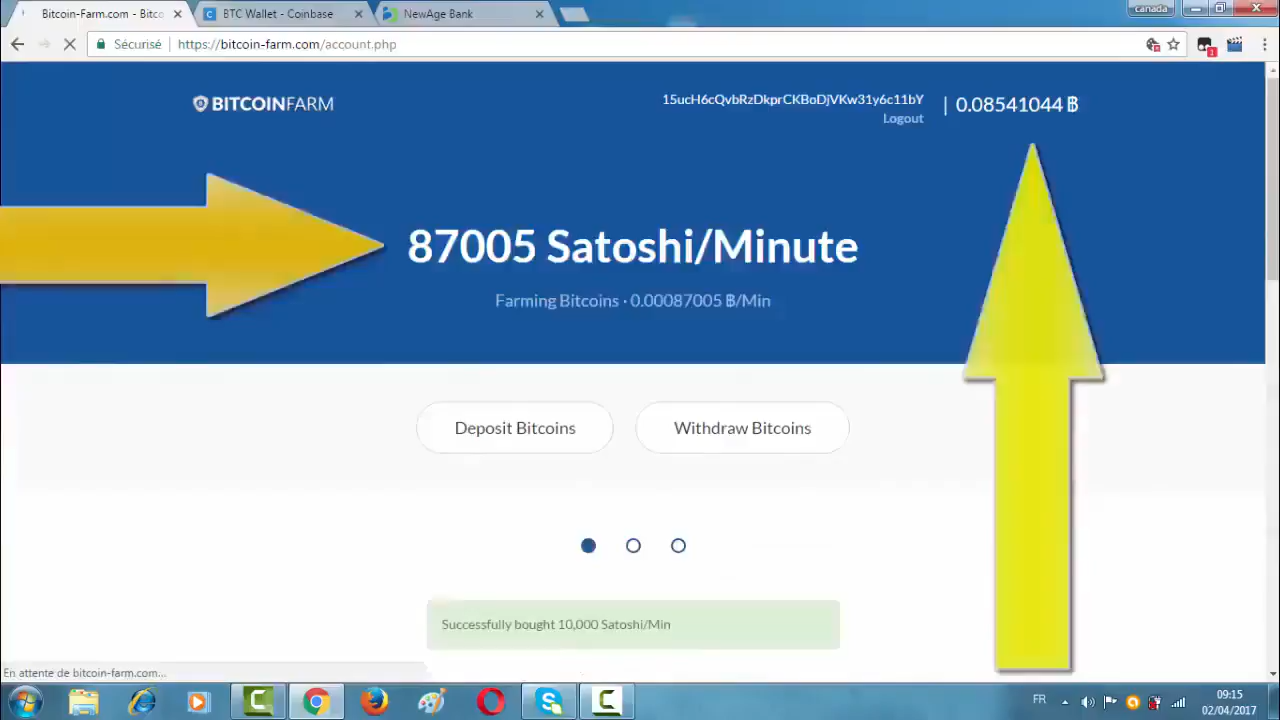 Bitcoin-Farm.com - Bitco
BTC Wallet - Coinbase
NewAge Bank
canada
Sécurisé
https://bitcoin-farm.com/account.php
1
BITCOINFARM
15ucH6cQvbRzDkprCKBoDjVKw31y6c11bY
| 0.08541044 ฿
Logout
87005 Satoshi/Minute
Farming Bitcoins · 0.00087005 ฿/Min
Deposit Bitcoins
Withdraw Bitcoins
Successfully bought 10,000 Satoshi/Min
En attente de bitcoin-farm.com...
FR
09:15
02/04/2017